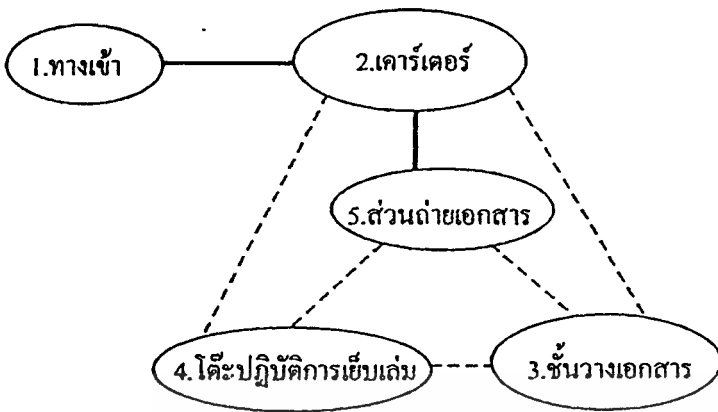 1.ทางเข้า
2.เคาร์เตอร์
5.ส่วนถ่ายเอกสาร
4.โต๊ะปฏิบัติการเย็บเล่ม
3.ชั้นวางเอกสาร